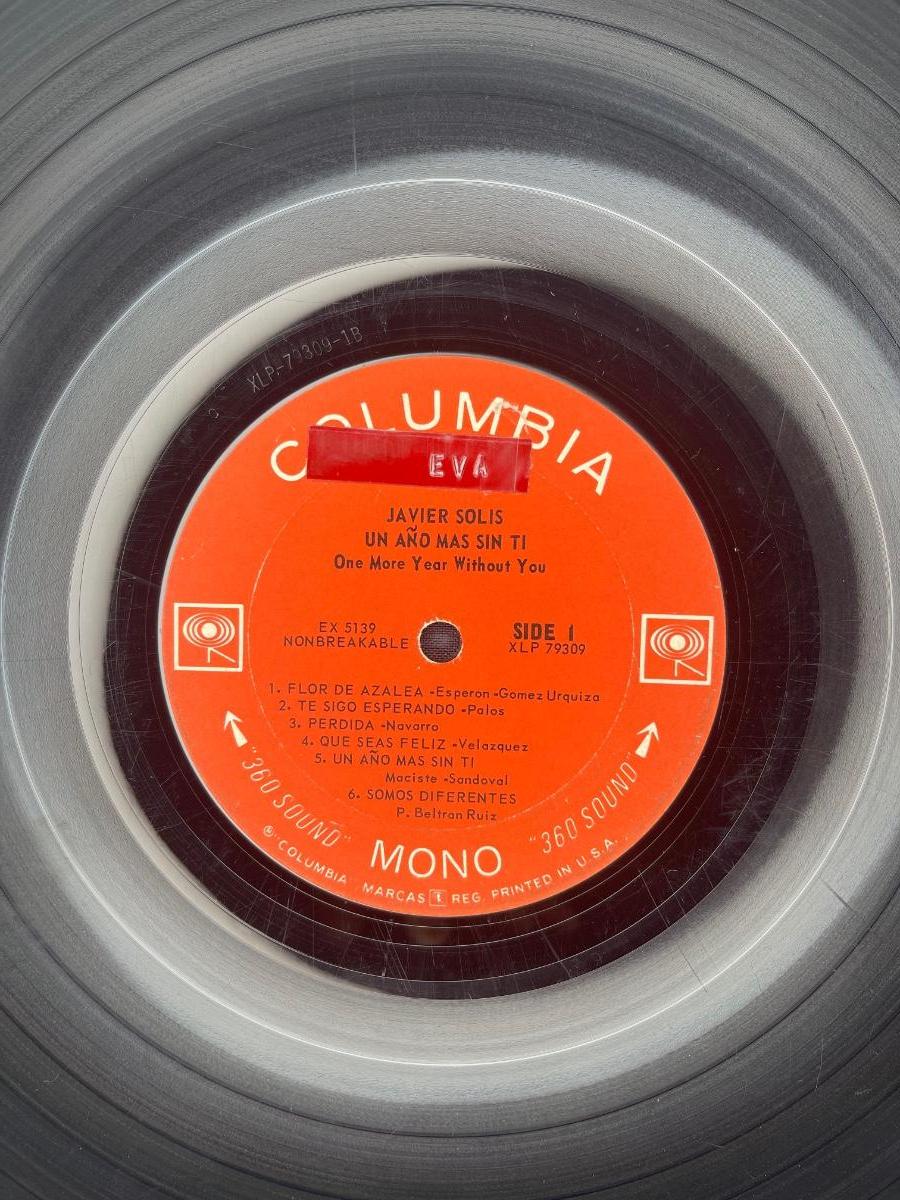 XLP-79309-1B
COLUMBIA
EVA
JAVIER SOLIS
UN AÑO MAS SIN TI
One More Year Without You
EX 5139
NONBREAKABLE
SIDE 1
XLP 79309
1. FLOR DE AZALEA -Esperon -Gomez Urquiza
2. TE SIGO ESPERANDO -Palos
3. PERDIDA -Navarro
4. QUE SEAS FELIZ -Velazquez
5. UN AÑO MAS SIN TI
Maciste -Sandoval
6. SOMOS DIFERENTES
P. Beltran Ruiz
"360 SOUND"
MONO
"360 SOUND"
® "COLUMBIA" MARCAS REG. PRINTED IN U.S.A.